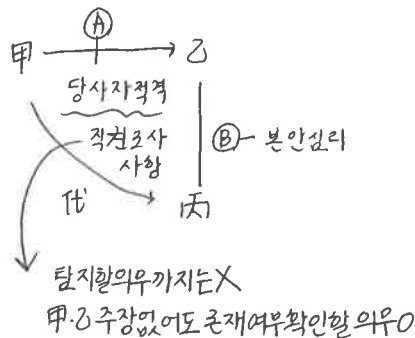 Ⓐ
甲 乙
당사자적격
직권조사
사항
Ⓑ - 본안심리
代
丙
탐지할의무까지는X
甲·乙 주장없어도 존재여부확인할 의무O